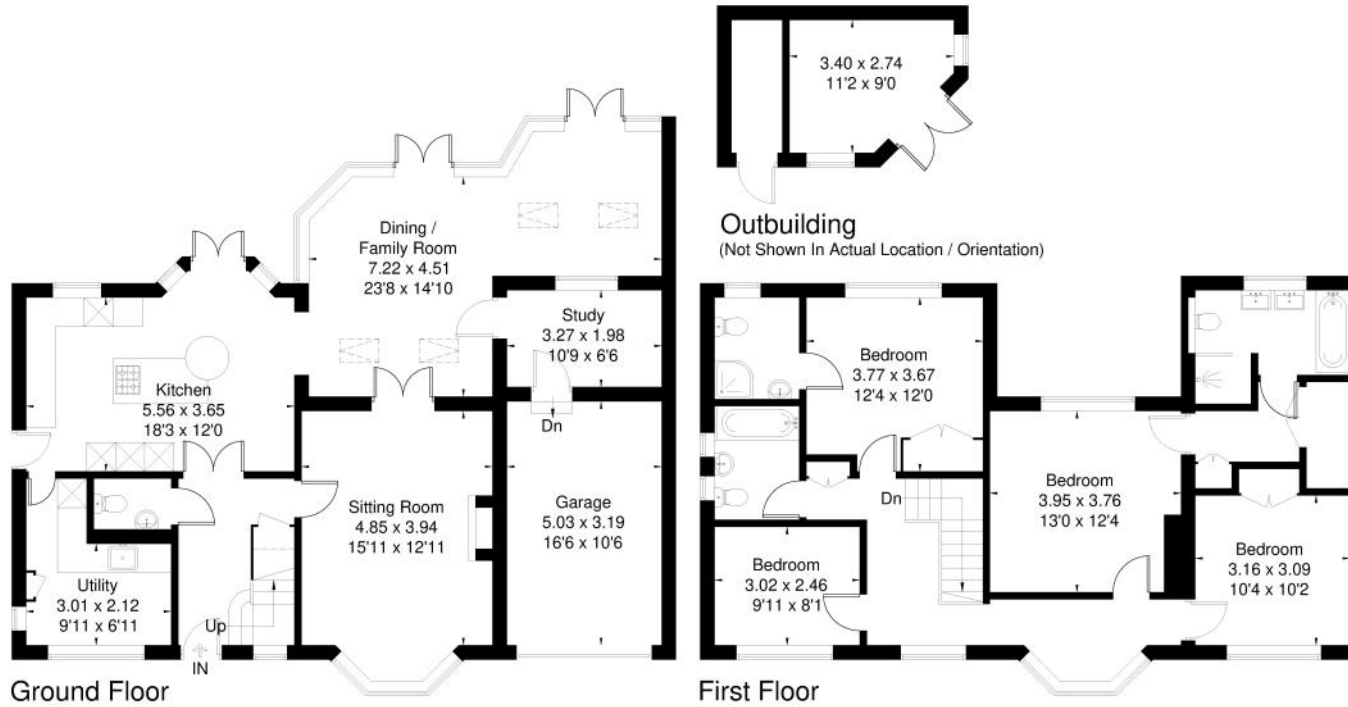 3.40 x 2.74
11'2 x 9'0
Outbuilding
(Not Shown In Actual Location / Orientation)
Dining /
Family Room
7.22 x 4.51
23'8 x 14'10
Study
3.27 x 1.98
10'9 x 6'6
Kitchen
5.56 x 3.65
18'3 x 12'0
Dn
Sitting Room
4.85 x 3.94
15'11 x 12'11
Garage
5.03 x 3.19
16'6 x 10'6
Utility
3.01 x 2.12
9'11 x 6'11
Up
IN
Ground Floor
Bedroom
3.77 x 3.67
12'4 x 12'0
Dn
Bedroom
3.95 x 3.76
13'0 x 12'4
Bedroom
3.02 x 2.46
9'11 x 8'1
Bedroom
3.16 x 3.09
10'4 x 10'2
First Floor